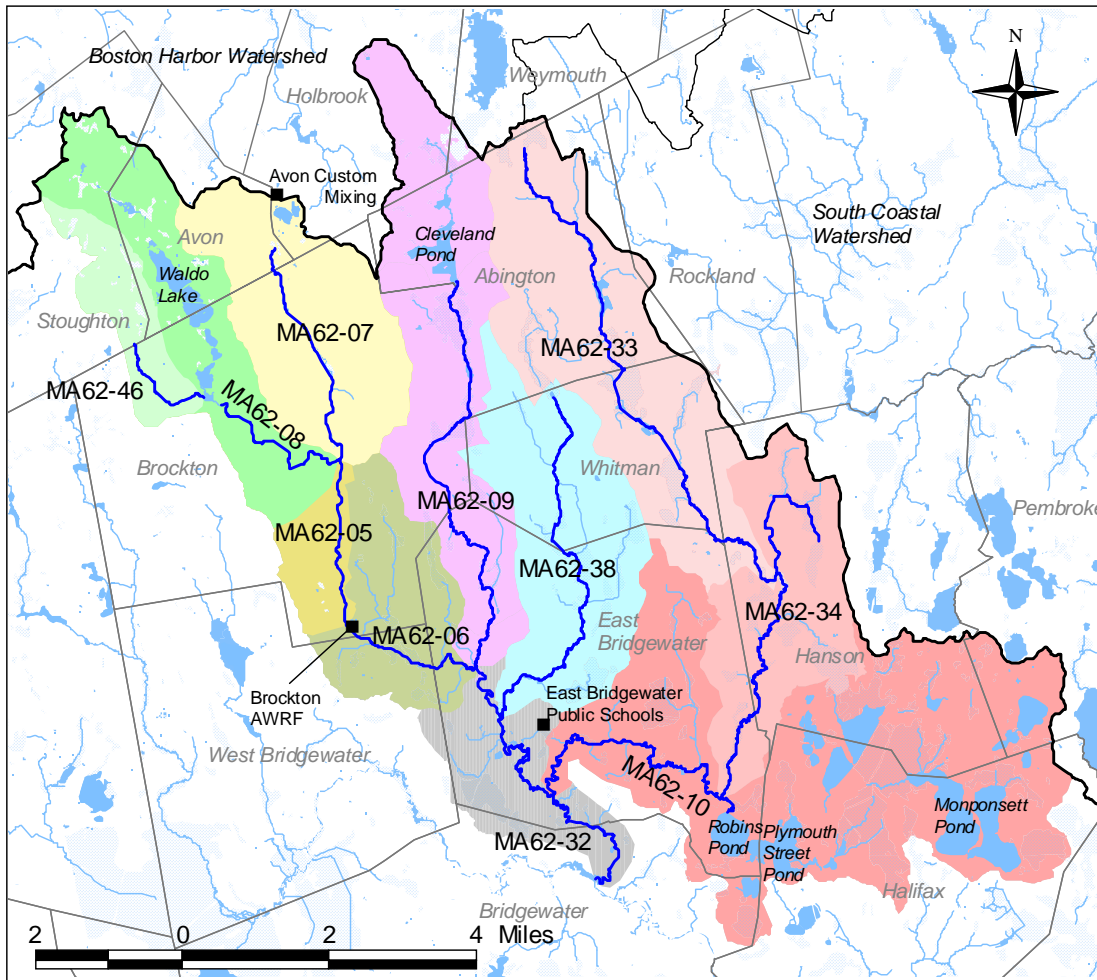 N
Boston Harbor Watershed
Weymouth
Holbrook
Avon Custom
Mixing
South Coastal
Watershed
Avon
Cleveland
Pond
Waldo
Lake
Abington
Rockland
Stoughton
MA62-07
MA62-33
MA62-46
MA62-08
Brockton
Whitman
MA62-09
Pembroke
MA62-05
MA62-38
MA62-34
East
Bridgewater
MA62-06
Hanson
Brockton
AWRF
East Bridgewater
Public Schools
West Bridgewater
MA62-10
Robins
Pond
Plymouth
Street
Pond
Monponsett
Pond
MA62-32
Halifax
Bridgewater
2 0 2 4
Miles